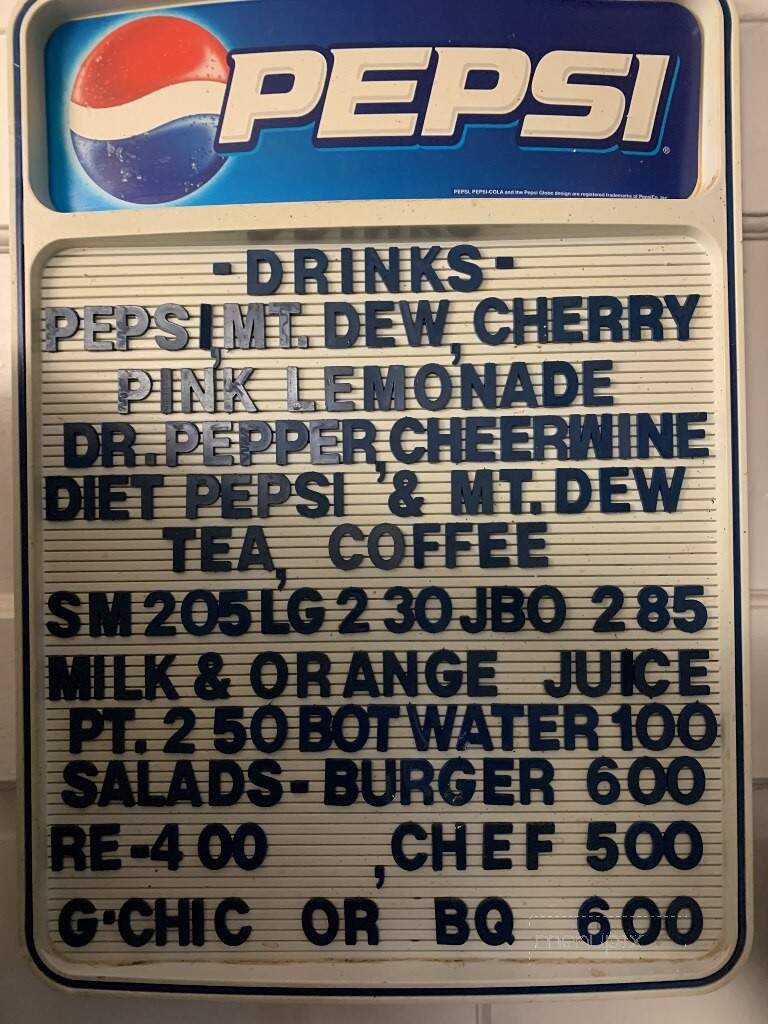 PEPSI
PEPSI, PEPSI-COLA and the Pepsi Globe design are registered trademarks of PepsiCo, Inc.
-DRINKS-
PEPSI,MT. DEW, CHERRY
PINK LEMONADE
DR.PEPPER,CHEERWINE
DIET PEPSI & MT.DEW
TEA, COFFEE
SM 205 LG 2 30 JBO 2 85
MILK & ORANGE JUICE
PT. 2 50 BOT WATER 100
SALADS-BURGER 600
RE-4 00 ,CHEF 500
G-CHIC OR BQ 600
menupix